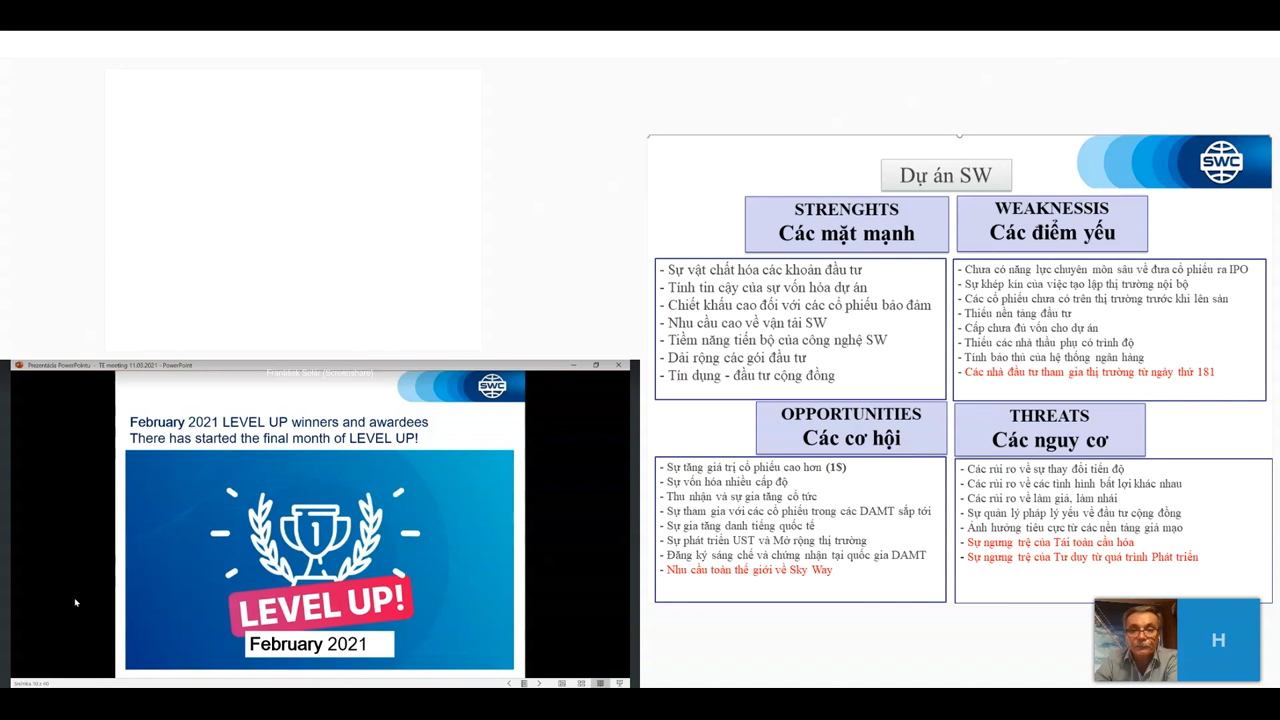 Prezentácia PowerPointu - TE meeting 11.03.2021 - PowerPoint
František Solár (Screenshare)
SWC
February 2021 LEVEL UP winners and awardees
There has started the final month of LEVEL UP!
1
LEVEL UP!
February 2021
SWC
Dự án SW
STRENGHTS
Các mặt mạnh
- Sự vật chất hóa các khoản đầu tư
- Tính tin cậy của sự vốn hóa dự án
- Chiết khấu cao đối với các cổ phiếu bảo đảm
- Nhu cầu cao về vận tải SW
- Tiềm năng tiến bộ của công nghệ SW
- Dải rộng các gói đầu tư
- Tín dụng - đầu tư cộng đồng
WEAKNESSIS
Các điểm yếu
- Chưa có năng lực chuyên môn sâu về đưa cổ phiếu ra IPO
- Sự khép kín của việc tạo lập thị trường nội bộ
- Các cổ phiếu chưa có trên thị trường trước khi lên sàn
- Thiếu nền tảng đầu tư
- Cấp chưa đủ vốn cho dự án
- Thiếu các nhà thầu phụ có trình độ
- Tính bảo thủ của hệ thống ngân hàng
- Các nhà đầu tư tham gia thị trường từ ngày thứ 181
OPPORTUNITIES
Các cơ hội
- Sự tăng giá trị cổ phiếu cao hơn (1$)
- Sự vốn hóa nhiều cấp độ
- Thu nhận và sự gia tăng cổ tức
- Sự tham gia với các cổ phiếu trong các DAMT sắp tới
- Sự gia tăng danh tiếng quốc tế
- Sự phát triển UST và Mở rộng thị trường
- Đăng ký sáng chế và chứng nhận tại quốc gia DAMT
- Nhu cầu toàn thế giới về Sky Way
THREATS
Các nguy cơ
- Các rủi ro về sự thay đổi tiến độ
- Các rủi ro về các tình hình bất lợi khác nhau
- Các rủi ro về làm giả, làm nhái
- Sự quản lý pháp lý yếu về đầu tư cộng đồng
- Ảnh hưởng tiêu cực từ các nền tảng giả mạo
- Sự ngưng trệ của Tái toàn cầu hóa
- Sự ngưng trệ của Tư duy từ quá trình Phát triển
H